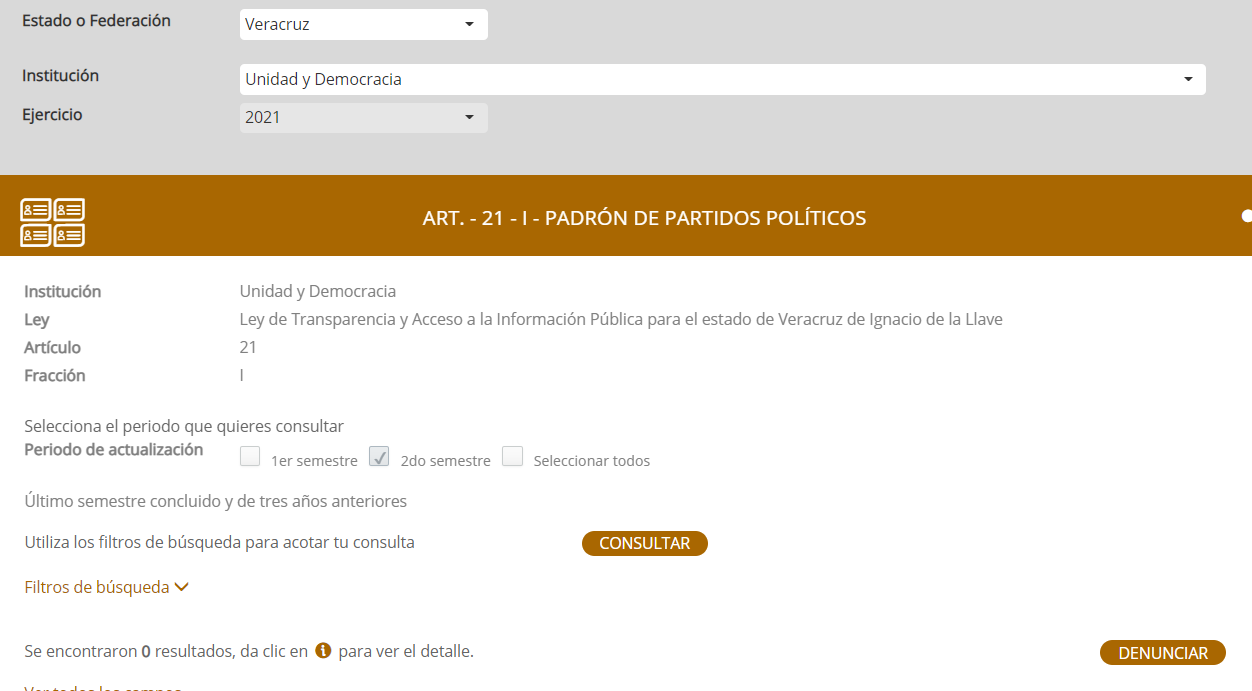 Estado o Federación Veracruz
Institución Unidad y Democracia
Ejercicio 2021
ART. - 21 - I - PADRÓN DE PARTIDOS POLÍTICOS
Institución Unidad y Democracia
Ley Ley de Transparencia y Acceso a la Información Pública para el estado de Veracruz de Ignacio de la Llave
Artículo 21
Fracción I
Selecciona el periodo que quieres consultar
Periodo de actualización 1er semestre 2do semestre Seleccionar todos
Último semestre concluido y de tres años anteriores
Utiliza los filtros de búsqueda para acotar tu consulta CONSULTAR
Filtros de búsqueda
Se encontraron 0 resultados, da clic en i para ver el detalle. DENUNCIAR
Ver todos los campos